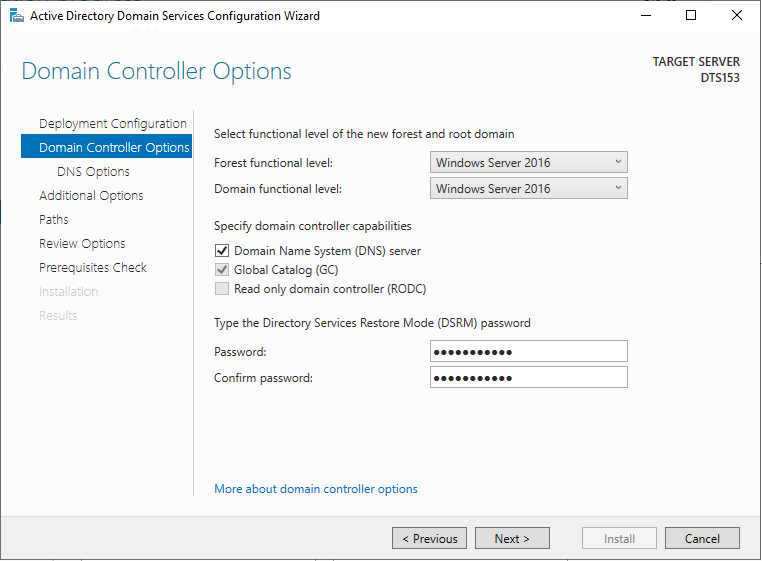 Active Directory Domain Services Configuration Wizard
Domain Controller Options
TARGET SERVER
DTS153
Deployment Configuration
Domain Controller Options
DNS Options
Additional Options
Paths
Review Options
Prerequisites Check
Installation
Results
Select functional level of the new forest and root domain
Forest functional level: Windows Server 2016
Domain functional level: Windows Server 2016
Specify domain controller capabilities
Domain Name System (DNS) server
Global Catalog (GC)
Read only domain controller (RODC)
Type the Directory Services Restore Mode (DSRM) password
Password: ●●●●●●●●●●●
Confirm password: ●●●●●●●●●●●
More about domain controller options
< Previous Next > Install Cancel